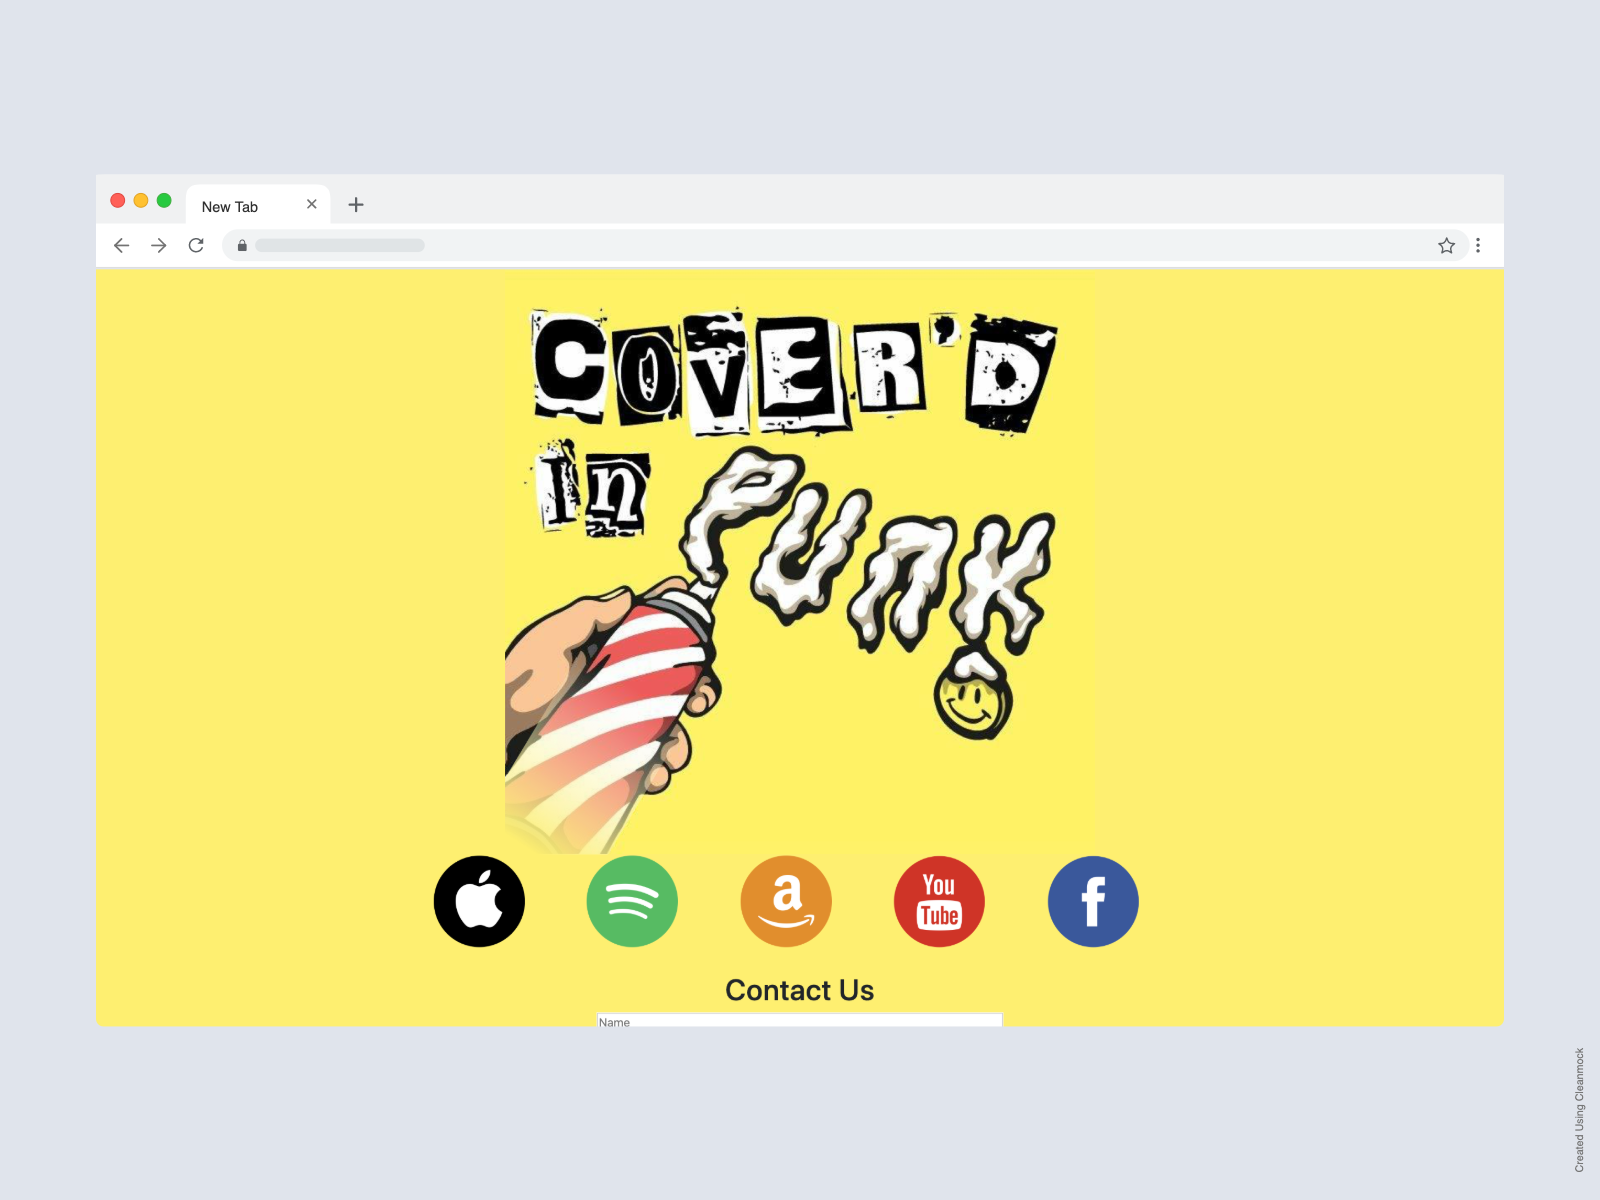 New Tab
COVER'D
In
PUNK
a
You
Tube
f
Contact Us
Name
Created Using Cleanmock